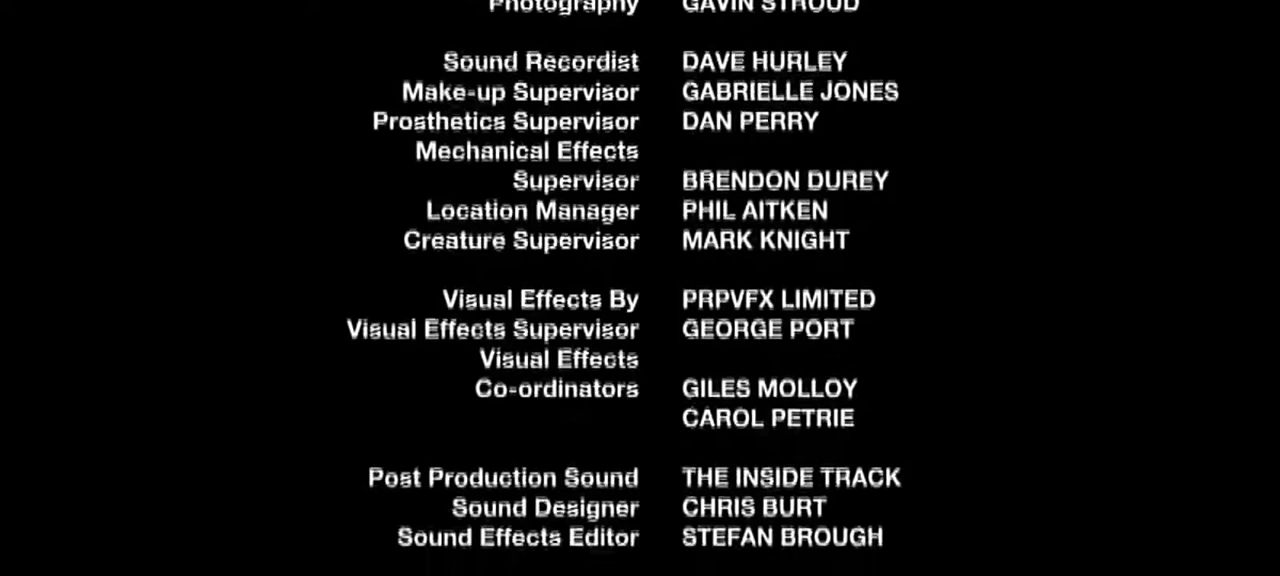 Photography GAVIN STROUD
Sound Recordist DAVE HURLEY
Make-up Supervisor GABRIELLE JONES
Prosthetics Supervisor DAN PERRY
Mechanical Effects
Supervisor BRENDON DUREY
Location Manager PHIL AITKEN
Creature Supervisor MARK KNIGHT
Visual Effects By PRPVFX LIMITED
Visual Effects Supervisor GEORGE PORT
Visual Effects
Co-ordinators GILES MOLLOY
CAROL PETRIE
Post Production Sound THE INSIDE TRACK
Sound Designer CHRIS BURT
Sound Effects Editor STEFAN BROUGH